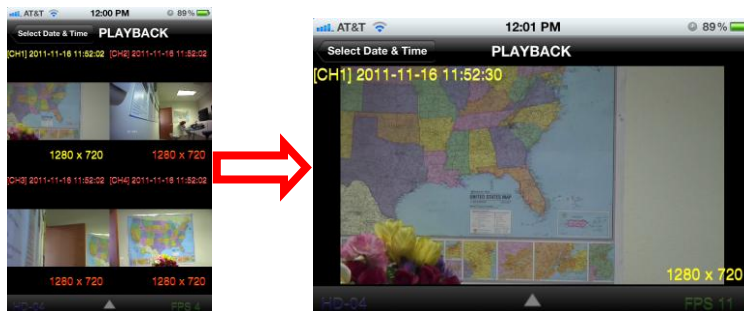 AT&T 12:00 PM 89%
Select Date & Time PLAYBACK
[CH1] 2011-11-16 11:52:02 [CH2] 2011-11-16 11:52:02
1280 x 720 1280 x 720
[CH3] 2011-11-16 11:52:02 [CH4] 2011-11-16 11:52:02
1280 x 720 1280 x 720
HD-04 FPS 4
AT&T 12:01 PM 89%
Select Date & Time PLAYBACK
[CH1] 2011-11-16 11:52:30
UNITED STATES MAP
1280 x 720
HD-04 FPS 11